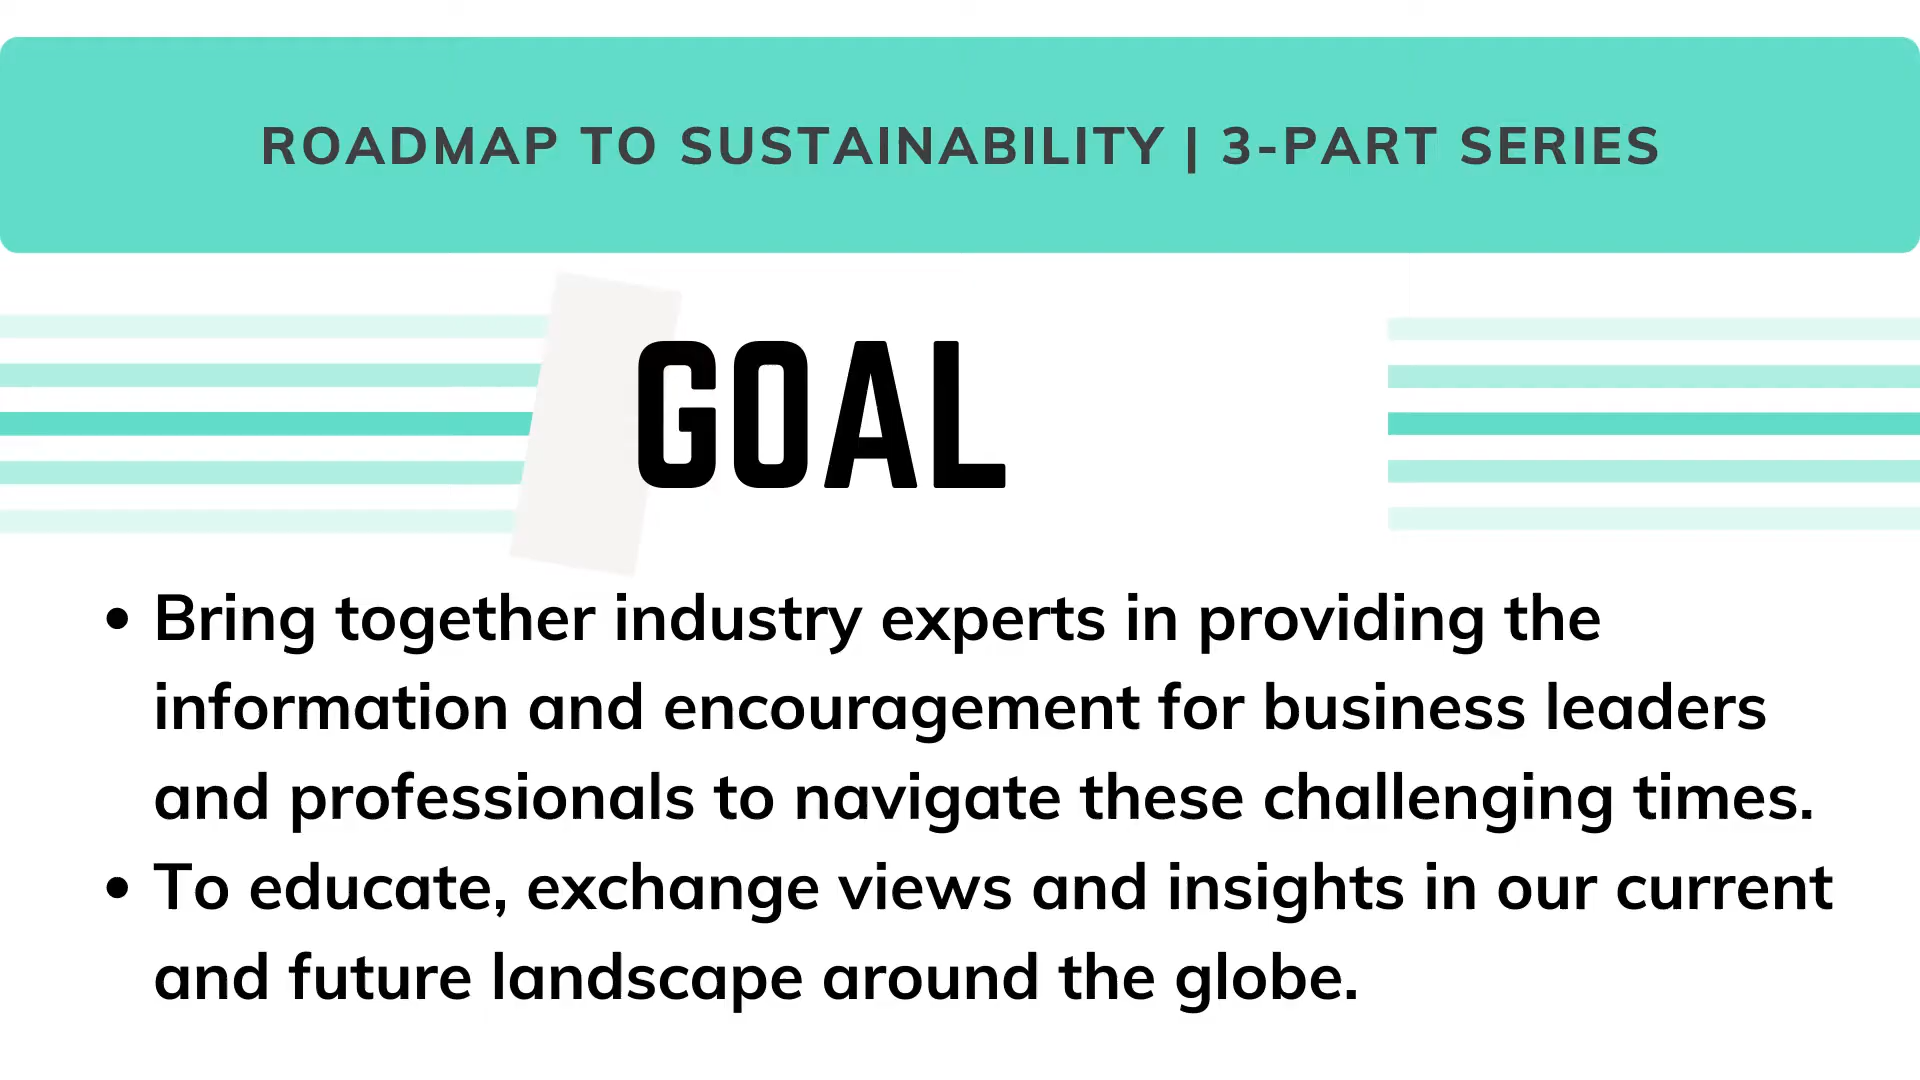 ROADMAP TO SUSTAINABILITY | 3-PART SERIES
GOAL
• Bring together industry experts in providing the
information and encouragement for business leaders
and professionals to navigate these challenging times.
• To educate, exchange views and insights in our current
and future landscape around the globe.